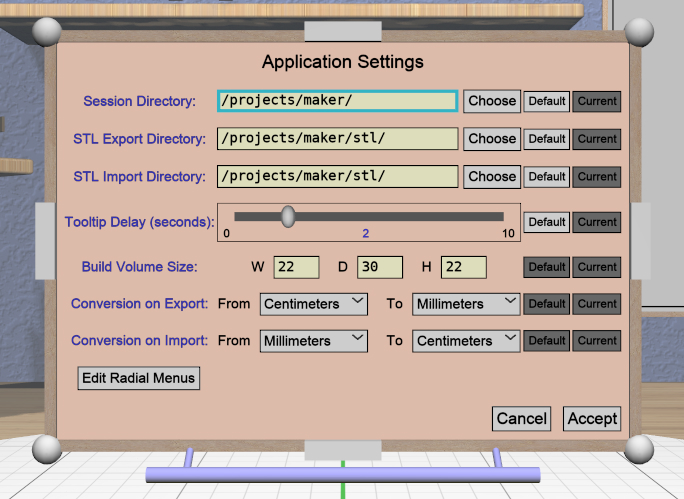 Application Settings
Session Directory: /projects/maker/ Choose Default Current
STL Export Directory: /projects/maker/stl/ Choose Default Current
STL Import Directory: /projects/maker/stl/ Choose Default Current
Tooltip Delay (seconds): 0 2 10 Default Current
Build Volume Size: W 22 D 30 H 22 Default Current
Conversion on Export: From Centimeters To Millimeters Default Current
Conversion on Import: From Millimeters To Centimeters Default Current
Edit Radial Menus
Cancel Accept